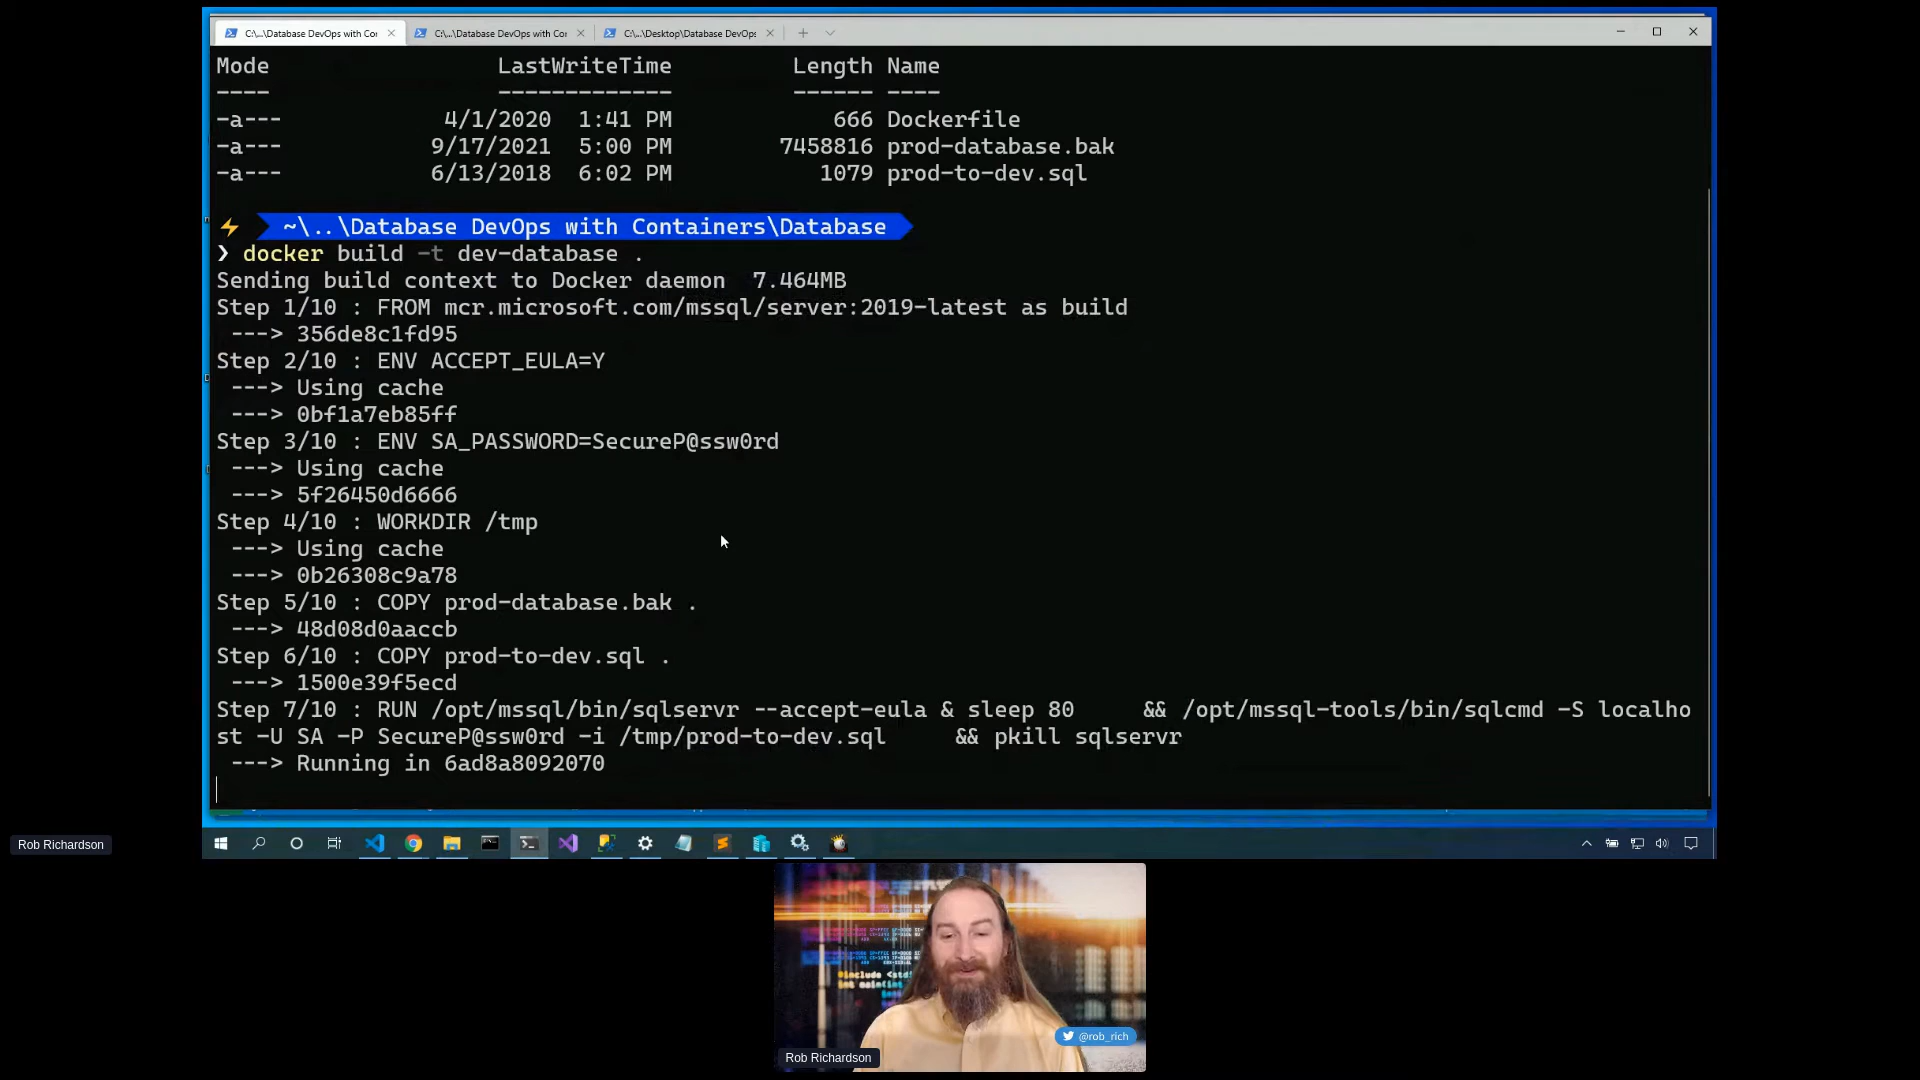 C:\...\Database DevOps with Cor
C:\...\Database DevOps with Cor
C:\...\Desktop\Database DevOps
Mode LastWriteTime Length Name
---- ------------- ------ ----
-a--- 4/1/2020 1:41 PM 666 Dockerfile
-a--- 9/17/2021 5:00 PM 7458816 prod-database.bak
-a--- 6/13/2018 6:02 PM 1079 prod-to-dev.sql
~\..\Database DevOps with Containers\Database
❯ docker build -t dev-database .
Sending build context to Docker daemon 7.464MB
Step 1/10 : FROM mcr.microsoft.com/mssql/server:2019-latest as build
---> 356de8c1fd95
Step 2/10 : ENV ACCEPT_EULA=Y
---> Using cache
---> 0bf1a7eb85ff
Step 3/10 : ENV SA_PASSWORD=SecureP@ssw0rd
---> Using cache
---> 5f26450d6666
Step 4/10 : WORKDIR /tmp
---> Using cache
---> 0b26308c9a78
Step 5/10 : COPY prod-database.bak .
---> 48d08d0aaccb
Step 6/10 : COPY prod-to-dev.sql .
---> 1500e39f5ecd
Step 7/10 : RUN /opt/mssql/bin/sqlservr --accept-eula & sleep 80 && /opt/mssql-tools/bin/sqlcmd -S localho
st -U SA -P SecureP@ssw0rd -i /tmp/prod-to-dev.sql && pkill sqlservr
---> Running in 6ad8a8092070
Rob Richardson
#include <std
int main(int
@rob_rich
Rob Richardson